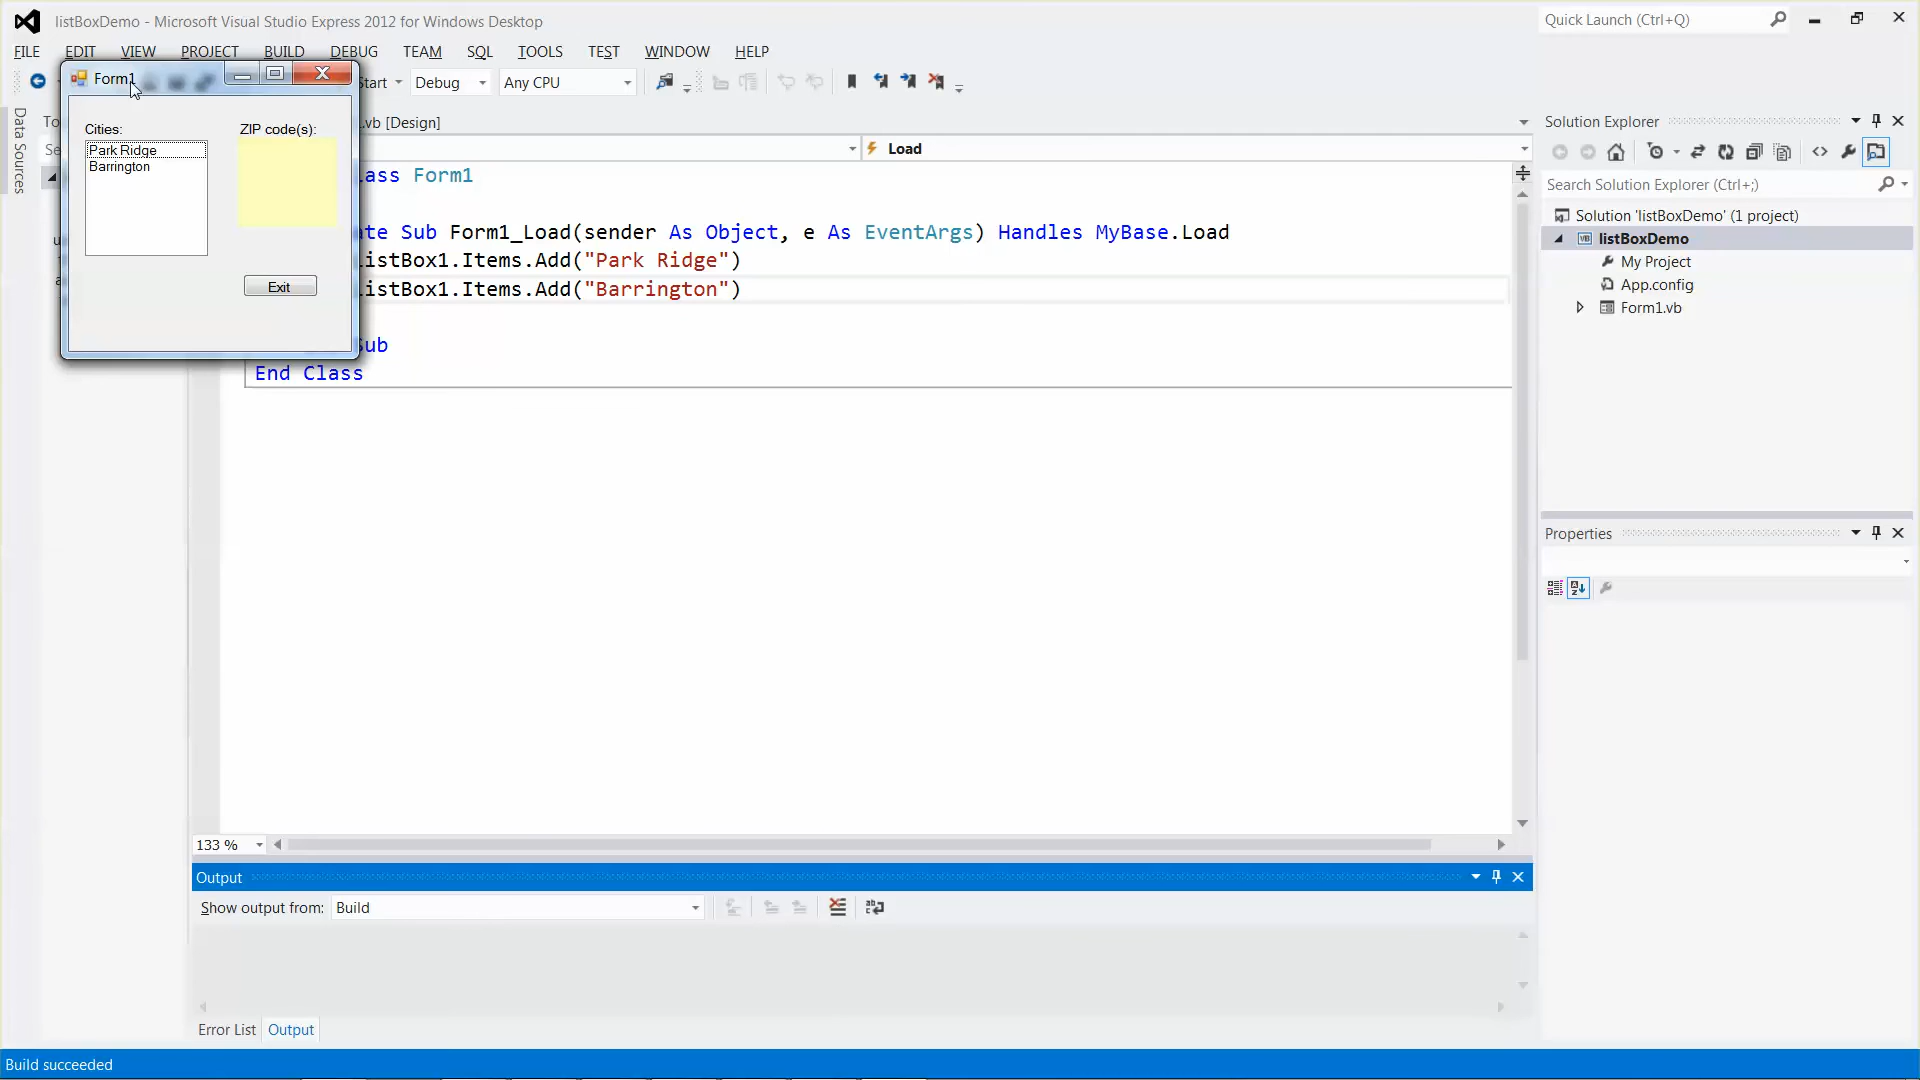 listBoxDemo - Microsoft Visual Studio Express 2012 for Windows Desktop
Quick Launch (Ctrl+Q)
FILE EDIT VIEW PROJECT BUILD DEBUG TEAM SQL TOOLS TEST WINDOW HELP
Form1
Start Debug Any CPU
Data Sources
.vb [Design]
Load
Cities:
ZIP code(s):
Park Ridge
Barrington
Exit
ass Form1
te Sub Form1_Load(sender As Object, e As EventArgs) Handles MyBase.Load
istBox1.Items.Add("Park Ridge")
istBox1.Items.Add("Barrington")
Sub
End Class
Solution Explorer
Search Solution Explorer (Ctrl+;)
Solution 'listBoxDemo' (1 project)
listBoxDemo
My Project
App.config
Form1.vb
Properties
133 %
Output
Show output from: Build
Error List Output
Build succeeded